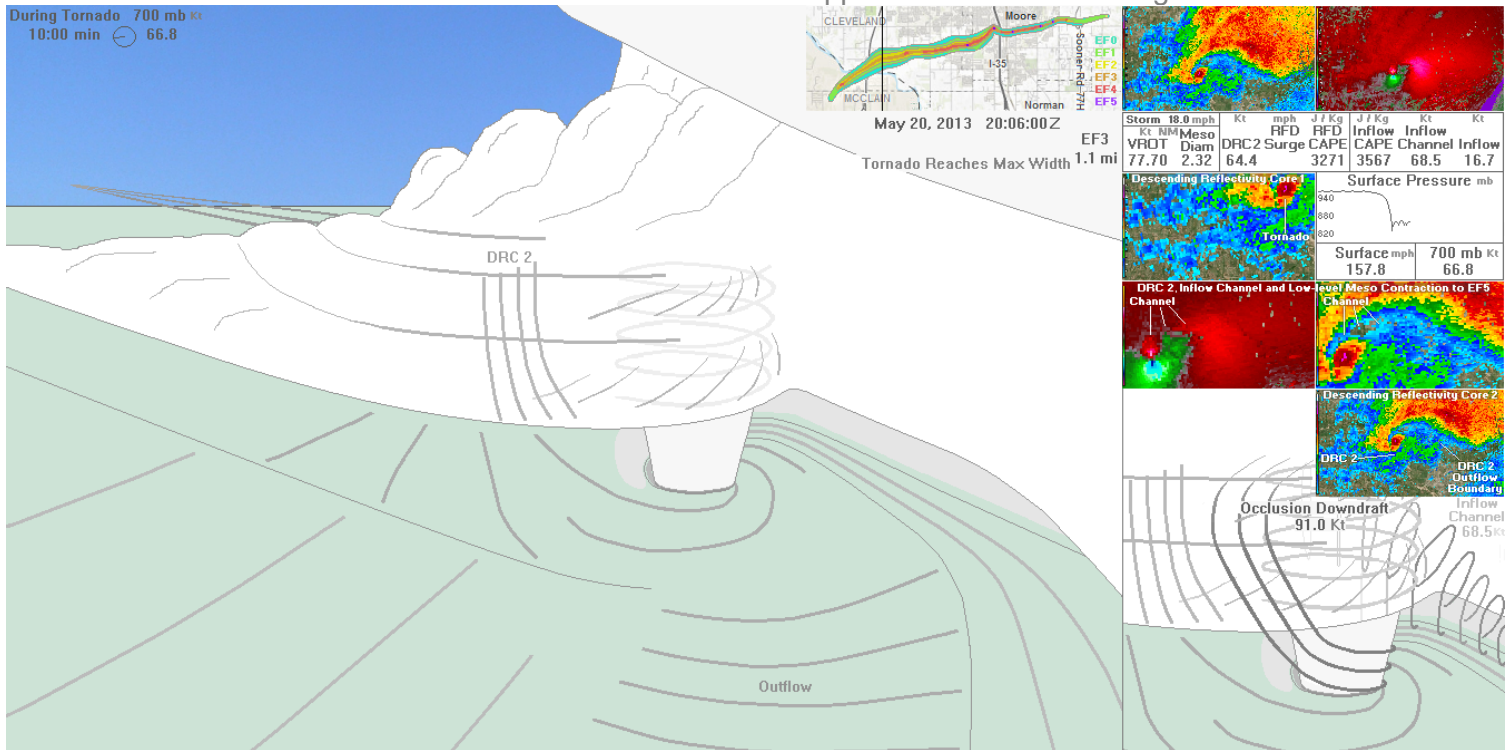 During Tornado 700 mb Kt
10:00 min 66.8
CLEVELAND
Moore
I-35
Sooner-Rd-77H
MCCLAIN
Norman
EF0
EF1
EF2
EF3
EF4
EF5
May 20, 2013 20:06:00Z
EF3
Tornado Reaches Max Width 1.1 mi
Storm 18.0 mph
Kt NM
VROT Meso Diam
77.70 2.32
Kt mph J / Kg
DRC2 RFD Surge RFD CAPE
64.4 3271
J / Kg Kt Kt
Inflow CAPE Inflow Channel Inflow
3567 68.5 16.7
Descending Reflectivity Core 1
Tornado
Surface Pressure mb
940
880
820
Surface mph 700 mb Kt
157.8 66.8
DRC 2, Inflow Channel and Low-level Meso Contraction to EF5
Channel
Channel
Descending Reflectivity Core 2
DRC 2
DRC 2
Outflow
Boundary
DRC 2
Occlusion Downdraft
91.0 Kt
Inflow
Channel
68.5 Kt
Outflow